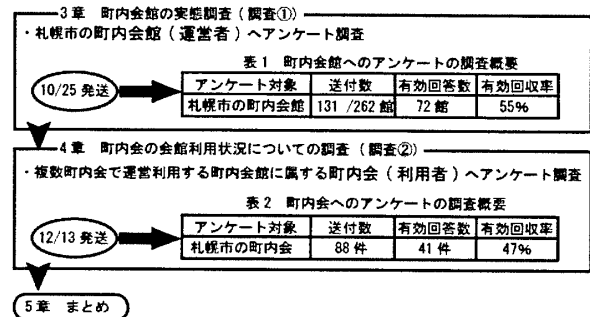 3章 町内会館の実態調査(調査①)
・札幌市の町内会館(運営者)へアンケート調査
表1 町内会館へのアンケートの調査概要
10/25 発送
アンケート対象 送付数 有効回答数 有効回収率
札幌市の町内会館 131 /262 館 72 館 55%
4章 町内会の会館利用状況についての調査(調査②)
・複数町内会で運営利用する町内会館に属する町内会(利用者)へアンケート調査
表2 町内会へのアンケートの調査概要
12/13 発送
アンケート対象 送付数 有効回答数 有効回収率
札幌市の町内会 88 件 41 件 47%
5章 まとめ